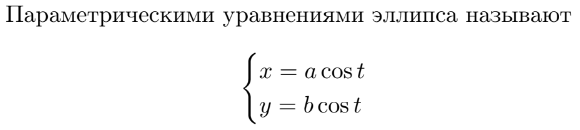 Параметрическими уравнениями эллипса называют
x = a cos t
y = b cos t